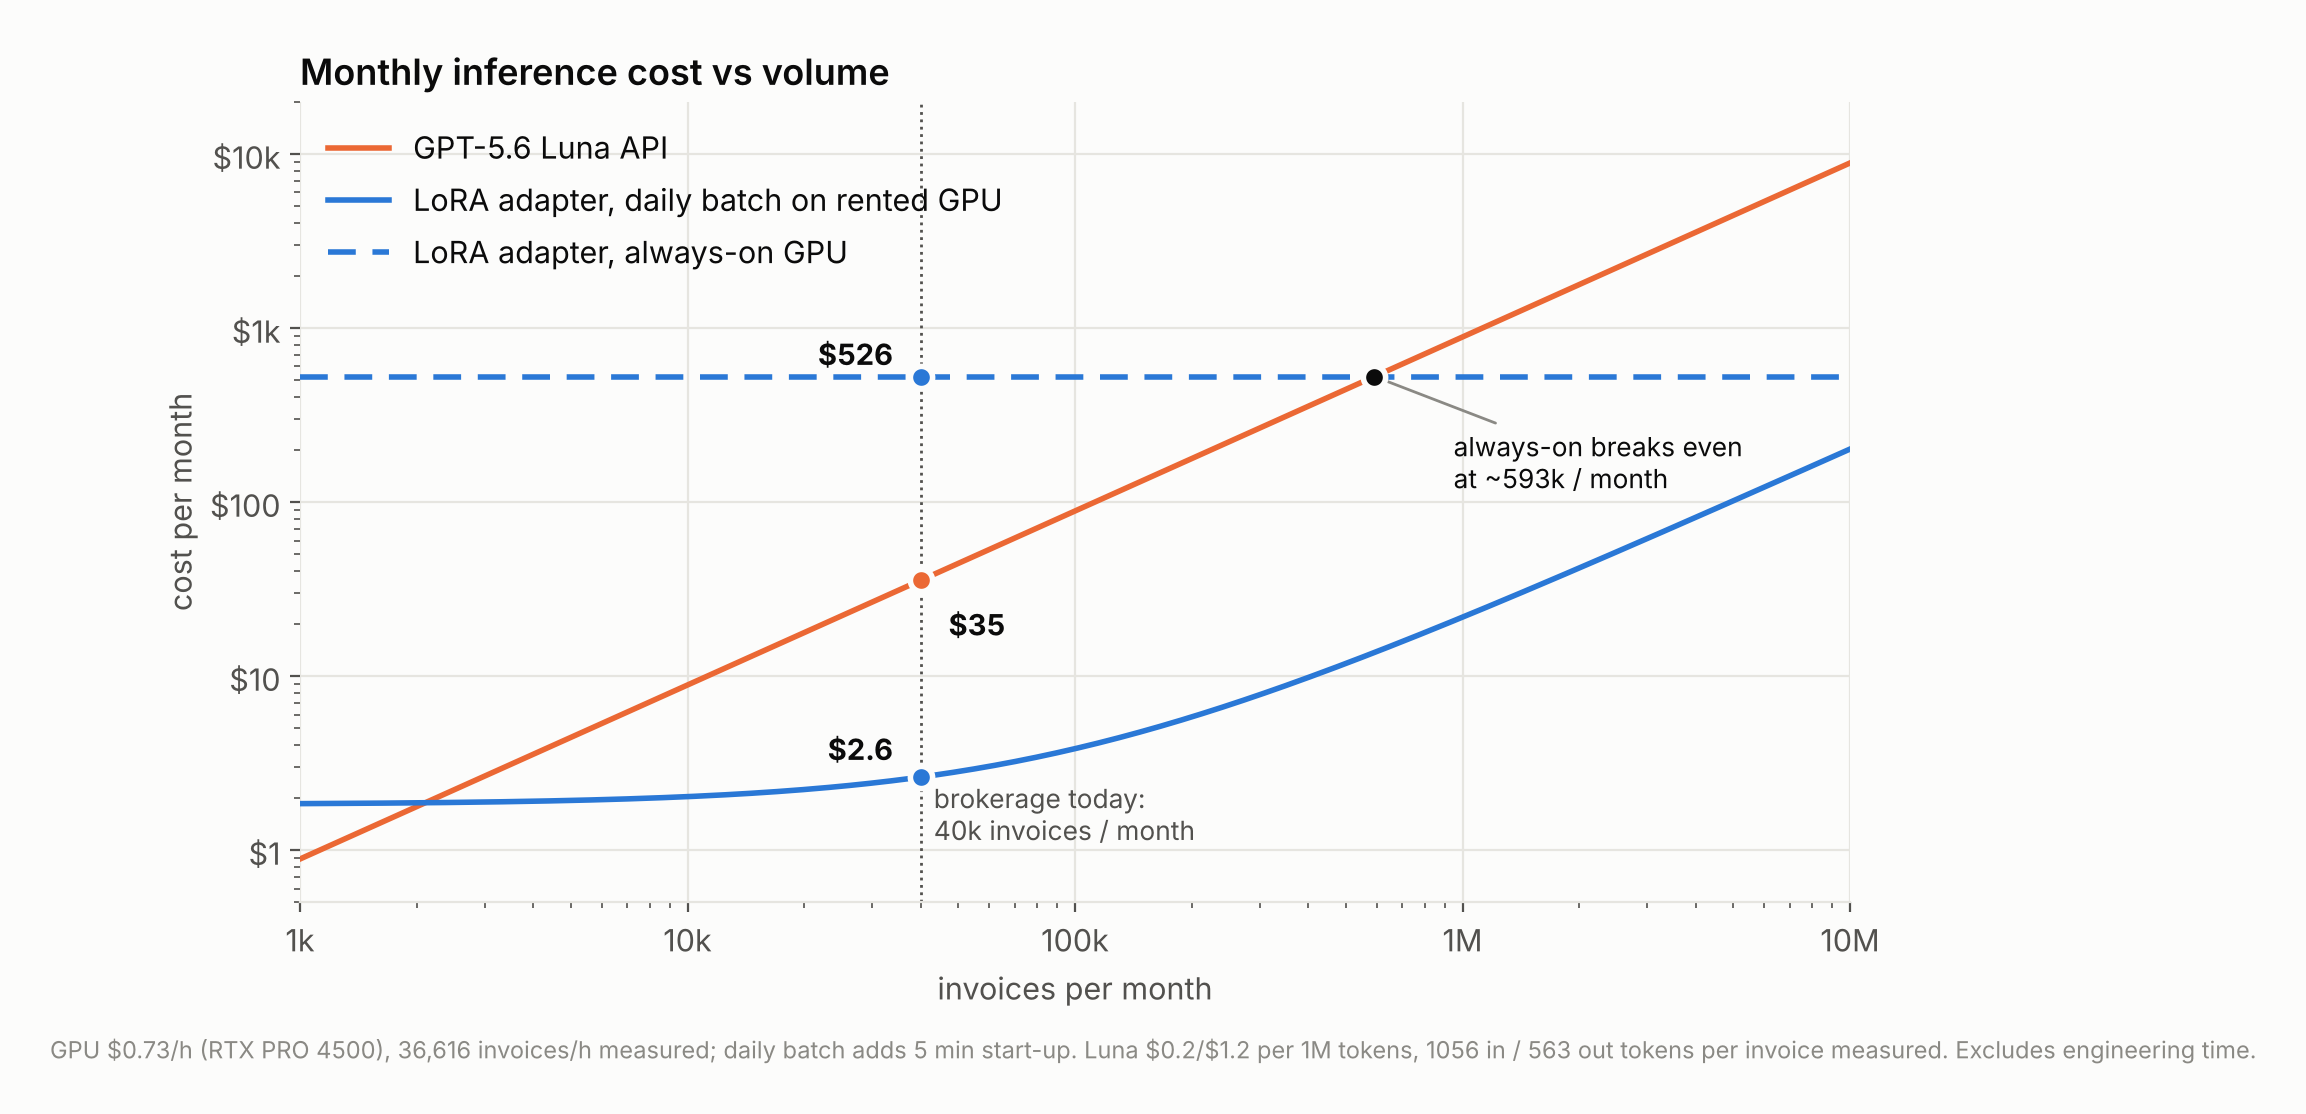 Monthly inference cost vs volume
GPT-5.6 Luna API
LoRA adapter, daily batch on rented GPU
LoRA adapter, always-on GPU
$10k
$1k
$100
$10
$1
cost per month
$526
$35
$2.6
always-on breaks even
at ~593k / month
brokerage today:
40k invoices / month
1k
10k
100k
1M
10M
invoices per month
GPU $0.73/h (RTX PRO 4500), 36,616 invoices/h measured; daily batch adds 5 min start-up. Luna $0.2/$1.2 per 1M tokens, 1056 in / 563 out tokens per invoice measured. Excludes engineering time.